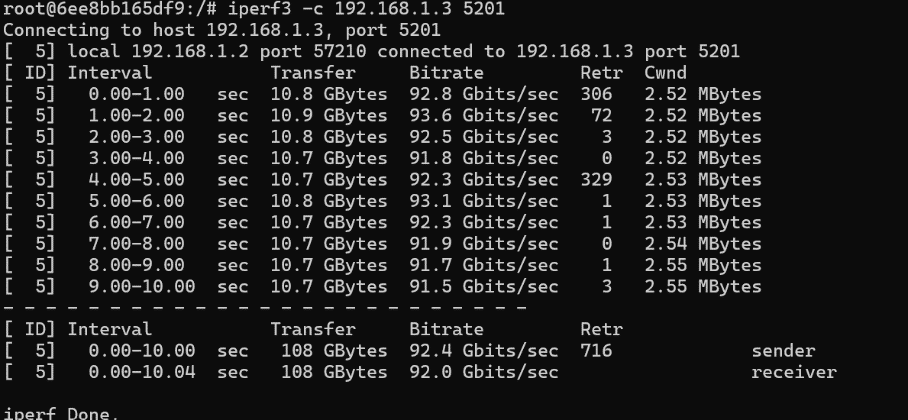 root@6ee8bb165df9:/# iperf3 -c 192.168.1.3 5201
Connecting to host 192.168.1.3, port 5201
[  5] local 192.168.1.2 port 57210 connected to 192.168.1.3 port 5201
[ ID] Interval           Transfer     Bitrate         Retr  Cwnd
[  5]   0.00-1.00   sec  10.8 GBytes  92.8 Gbits/sec  306   2.52 MBytes
[  5]   1.00-2.00   sec  10.9 GBytes  93.6 Gbits/sec   72   2.52 MBytes
[  5]   2.00-3.00   sec  10.8 GBytes  92.5 Gbits/sec    3   2.52 MBytes
[  5]   3.00-4.00   sec  10.7 GBytes  91.8 Gbits/sec    0   2.52 MBytes
[  5]   4.00-5.00   sec  10.7 GBytes  92.3 Gbits/sec  329   2.53 MBytes
[  5]   5.00-6.00   sec  10.8 GBytes  93.1 Gbits/sec    1   2.53 MBytes
[  5]   6.00-7.00   sec  10.7 GBytes  92.3 Gbits/sec    1   2.53 MBytes
[  5]   7.00-8.00   sec  10.7 GBytes  91.9 Gbits/sec    0   2.54 MBytes
[  5]   8.00-9.00   sec  10.7 GBytes  91.7 Gbits/sec    1   2.55 MBytes
[  5]   9.00-10.00  sec  10.7 GBytes  91.5 Gbits/sec    3   2.55 MBytes
- - - - - - - - - - - - - - - - - - - - - - - - -
[ ID] Interval           Transfer     Bitrate         Retr
[  5]   0.00-10.00  sec   108 GBytes  92.4 Gbits/sec  716             sender
[  5]   0.00-10.04  sec   108 GBytes  92.0 Gbits/sec                  receiver

iperf Done.